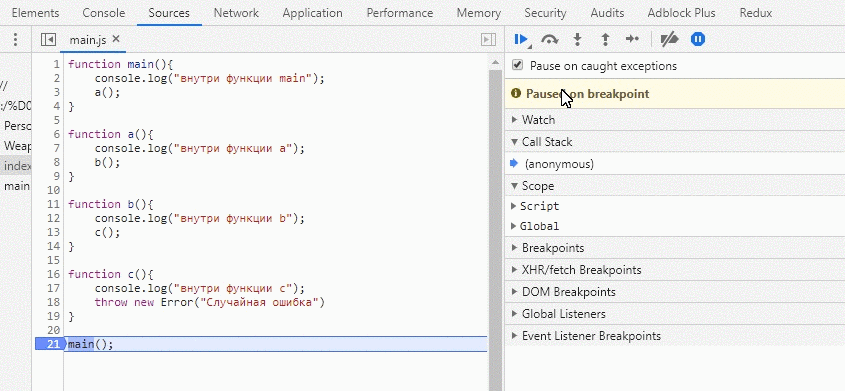 Elements Console Sources Network Application Performance Memory Security Audits Adblock Plus Redux
main.js ×
Pause on caught exceptions
Paused on breakpoint
Watch
Call Stack
(anonymous)
Scope
Script
Global
Breakpoints
XHR/fetch Breakpoints
DOM Breakpoints
Global Listeners
Event Listener Breakpoints
//
:/%D0
Perso
Weap
index
main
1 function main(){
2 console.log("внутри функции main");
3 a();
4 }
5
6 function a(){
7 console.log("внутри функции a");
8 b();
9 }
10
11 function b(){
12 console.log("внутри функции b");
13 c();
14 }
15
16 function c(){
17 console.log("внутри функции c");
18 throw new Error("Случайная ошибка")
19 }
20
21 main();